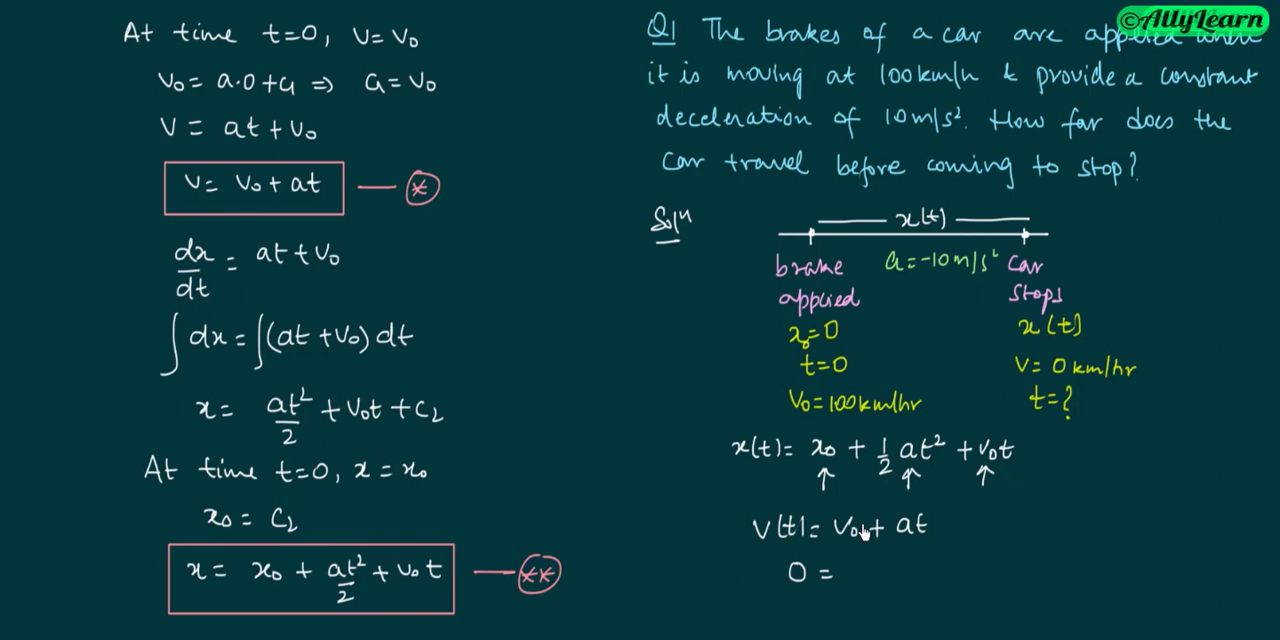 At time t=0, v=v₀
v₀= a.0+c₁ ⇒ c₁=v₀
v= at+v₀
v= v₀+at —— *
dx/dt = at+v₀
∫dx=∫(at+v₀)dt
x= at²/2 +v₀t+c₂
At time t=0, x=x₀
x₀= c₂
x= x₀ + at²/2 +v₀t —— **
©AllyLearn
Q1 The brakes of a car are applied when
it is moving at 100km/h & provide a constant
deceleration of 10m/s². How far does the
car travel before coming to stop?
Solⁿ
x(t)
brake applied
x₀=0
t=0
v₀=100km/hr
a=-10m/s²
car stops
x(t)
v= 0km/hr
t=?
x(t)= x₀ + 1/2 at² +v₀t
v(t)= v₀+ at
0 =